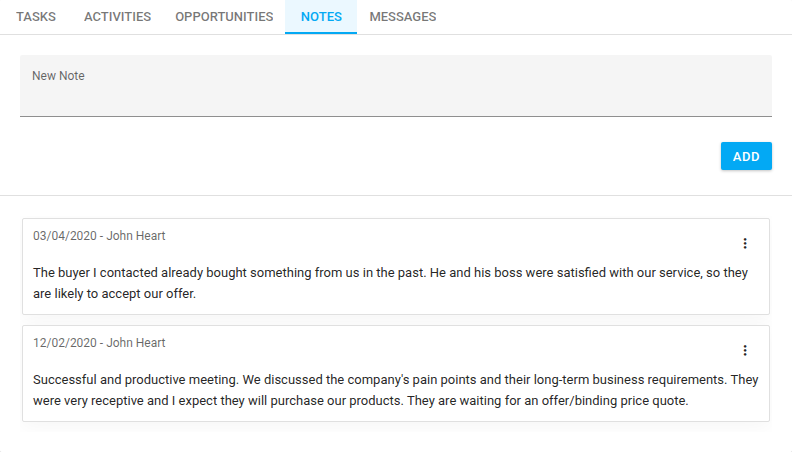 TASKS ACTIVITIES OPPORTUNITIES NOTES MESSAGES
New Note
ADD
03/04/2020 - John Heart
The buyer I contacted already bought something from us in the past. He and his boss were satisfied with our service, so they
are likely to accept our offer.
12/02/2020 - John Heart
Successful and productive meeting. We discussed the company's pain points and their long-term business requirements. They
were very receptive and I expect they will purchase our products. They are waiting for an offer/binding price quote.